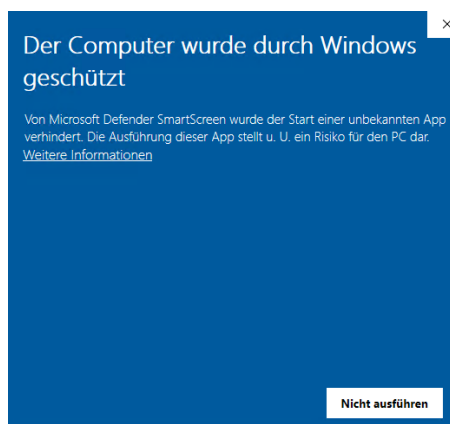 Der Computer wurde durch Windows
geschützt
Von Microsoft Defender SmartScreen wurde der Start einer unbekannten App
verhindert. Die Ausführung dieser App stellt u. U. ein Risiko für den PC dar.
Weitere Informationen
Nicht ausführen